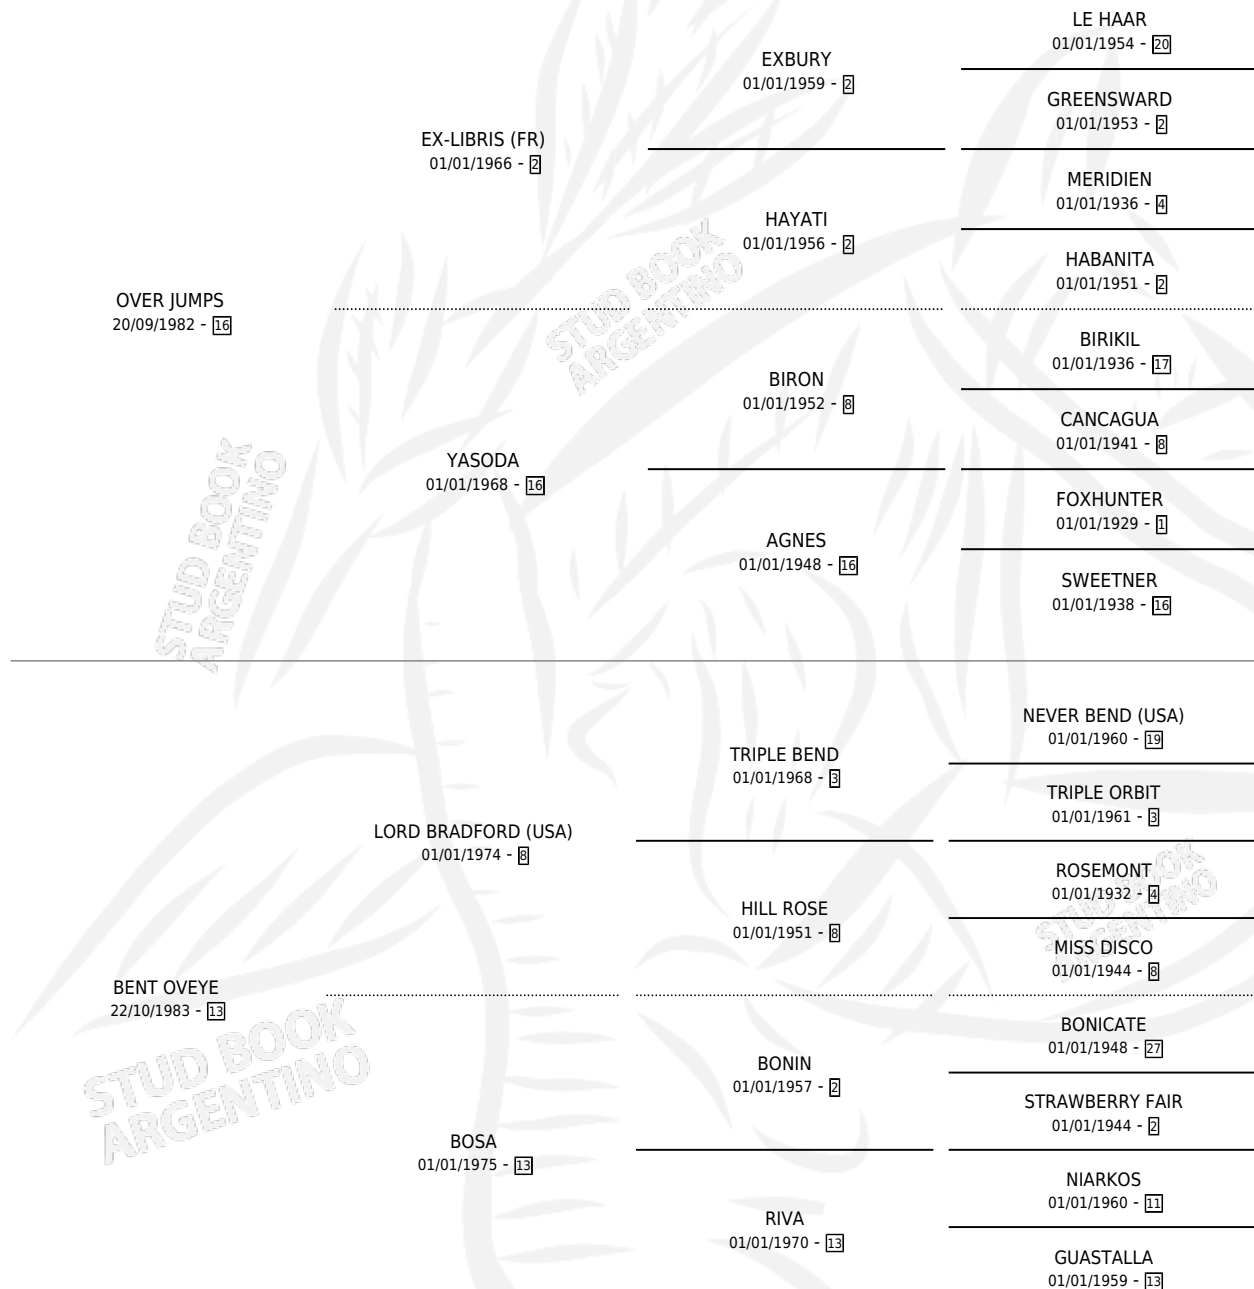 LE HAAR
01/01/1954 - 20
EXBURY
01/01/1959 - 2
GREENSWARD
01/01/1953 - 2
EX-LIBRIS (FR)
01/01/1966 - 2
MERIDIEN
01/01/1936 - 4
HAYATI
01/01/1956 - 2
HABANITA
01/01/1951 - 2
OVER JUMPS
20/09/1982 - 16
BIRIKIL
01/01/1936 - 17
BIRON
01/01/1952 - 8
CANCAGUA
01/01/1941 - 8
YASODA
01/01/1968 - 16
FOXHUNTER
01/01/1929 - 1
AGNES
01/01/1948 - 16
SWEETNER
01/01/1938 - 16
NEVER BEND (USA)
01/01/1960 - 19
TRIPLE BEND
01/01/1968 - 3
TRIPLE ORBIT
01/01/1961 - 3
LORD BRADFORD (USA)
01/01/1974 - 8
ROSEMONT
01/01/1932 - 4
HILL ROSE
01/01/1951 - 8
MISS DISCO
01/01/1944 - 8
BENT OVEYE
22/10/1983 - 13
BONICATE
01/01/1948 - 27
BONIN
01/01/1957 - 2
STRAWBERRY FAIR
01/01/1944 - 2
BOSA
01/01/1975 - 13
NIARKOS
01/01/1960 - 11
RIVA
01/01/1970 - 13
GUASTALLA
01/01/1959 - 13
STUD BOOK
ARGENTINO
STUD BOOK
ARGENTINO
STUD BOOK
ARGENTINO
STUD BOOK
ARGENTINO